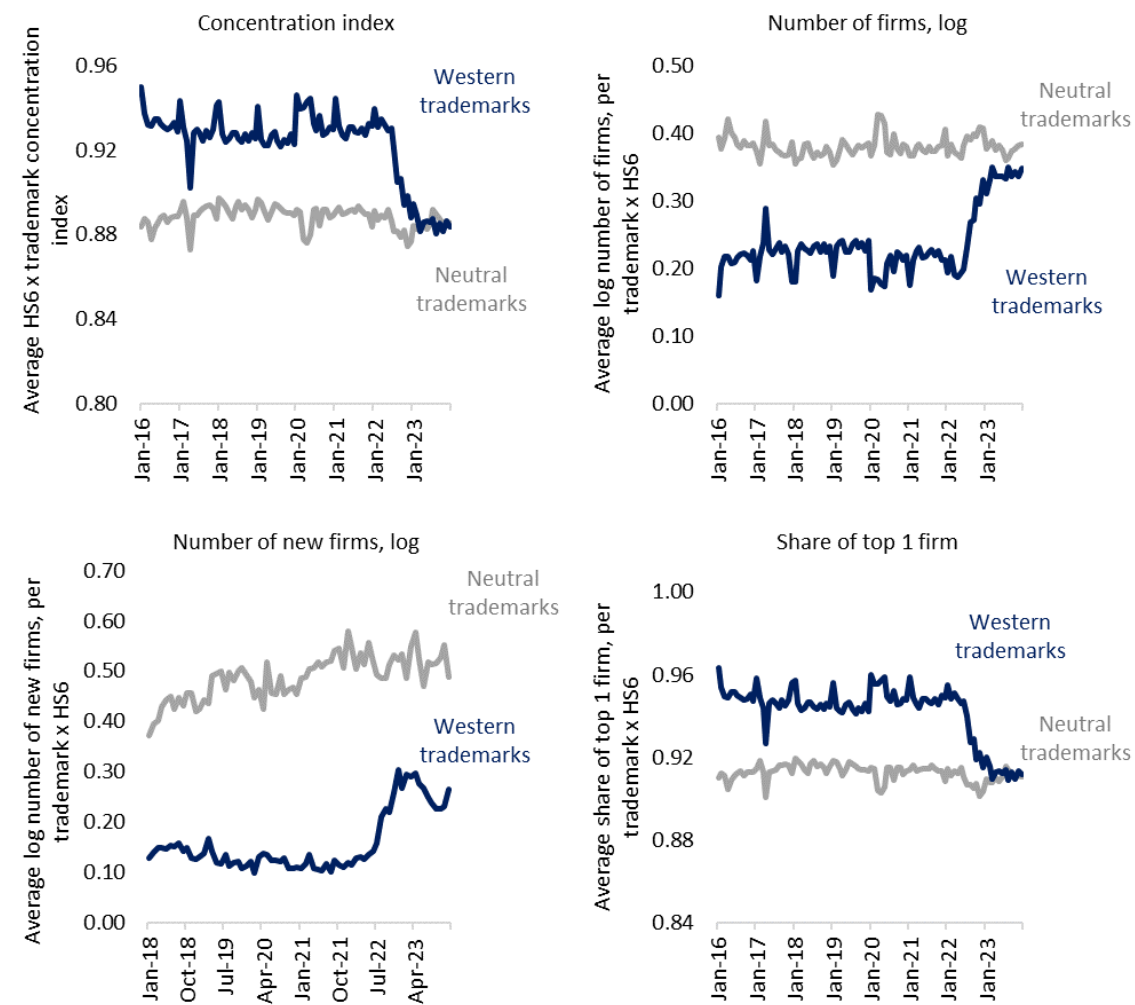 Concentration index
Average HS6 x trademark concentration
index
0.96
0.92
0.88
0.84
0.80
Western
trademarks
Neutral
trademarks
Jan-16
Jan-17
Jan-18
Jan-19
Jan-20
Jan-21
Jan-22
Jan-23
Number of firms, log
Average log number of firms, per
trademark x HS6
0.50
0.40
0.30
0.20
0.10
0.00
Neutral
trademarks
Western
trademarks
Jan-16
Jan-17
Jan-18
Jan-19
Jan-20
Jan-21
Jan-22
Jan-23
Number of new firms, log
Average log number of new firms, per
trademark x HS6
0.70
0.60
0.50
0.40
0.30
0.20
0.10
0.00
Neutral
trademarks
Western
trademarks
Jan-18
Oct-18
Jul-19
Apr-20
Jan-21
Oct-21
Jul-22
Apr-23
Share of top 1 firm
Average share of top 1 firm, per
trademark x HS6
1.00
0.96
0.92
0.88
0.84
Western
trademarks
Neutral
trademarks
Jan-16
Jan-17
Jan-18
Jan-19
Jan-20
Jan-21
Jan-22
Jan-23